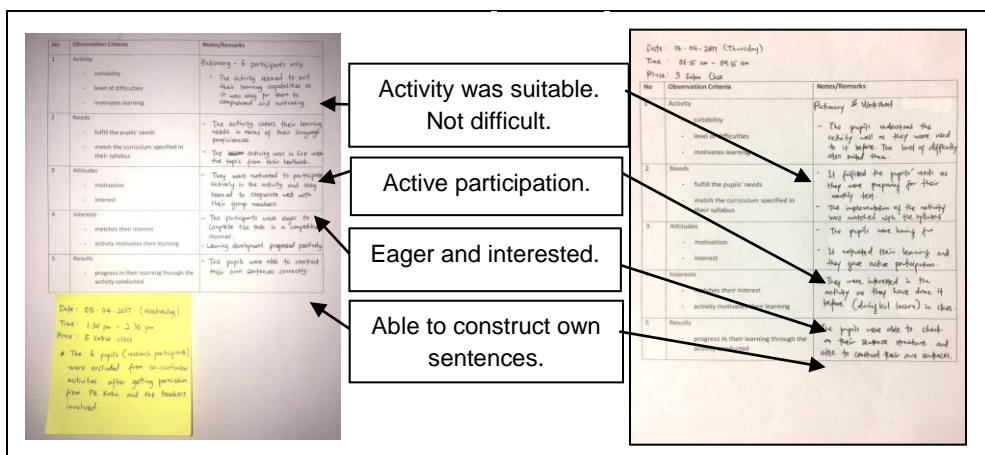 No Observation Criteria Notes/Remarks
1 Activity
- suitability
- level of difficulty
- motivates learning
Pictionary - 6 participants only
- The activity seemed to suit
their learning capabilities as
it was easy for them to
comprehend and motivating
2 Needs
- fulfill the pupils' needs
- match the curriculum specified in
their syllabus
- The activity caters their learning
needs in terms of their language
proficiencies
- The activity was in line with
the topic from their textbook.
3 Attitudes
- motivation
- interest
- They were motivated to participate
actively in the activity and they
seemed to cooperate well with
their group members.
4 Interests
- matches their interest
- activity motivates their learning
- The participants were eager to
complete the task in a competitive
manner.
- Learning development progressed positively.
5 Results
- progress in their learning through the
activity conducted
- The pupils were able to construct
their own sentences correctly.
Date : 05-04-2017 (Wednesday)
Time : 1:30 pm - 2:30 pm
Place : 5 class
* The 6 pupils (research participants)
were excluded from co-curricular
activities after getting permission
from PK Koku and the teachers
involved.
Activity was suitable.
Not difficult.
Active participation.
Eager and interested.
Able to construct own
sentences.
Date : 06-04-2017 (Thursday)
Time :
Place : 5 Class
No Observation Criteria Notes/Remarks
Activity
suitability
- level of difficulties
- motivates learning
Pictionary & Worksheet
- The pupils understand the
activity well as they were used
to it before. The level of difficulty
also suited them.
2 Needs
- fulfill the pupils' needs
- match the curriculum specified in
their syllabus
- It fulfilled the pupils' needs as
they were preparing for their
monthly test.
- The implementation of the activity
was matched with the syllabus
3 Attitudes
- motivation
- interest
- The pupils were having fun
- It motivated their learning and
they give active participation.
Interests
matches their interest
- activity motivates their learning
- They were interested in the
activity as they have done it
before (during last lesson) in class.
5 Results
- progress in their learning through the
activity conducted
The pupils were able to check
on their sentence structure and
able to construct their own sentences.